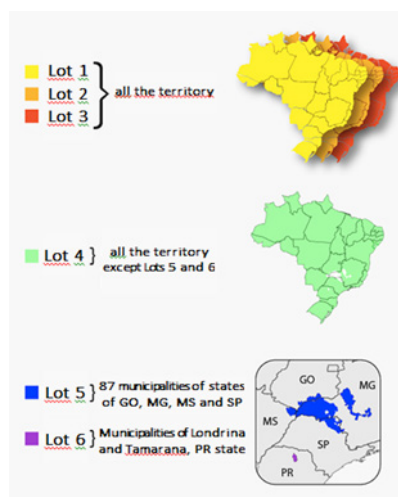 Lot 1
Lot 2
Lot 3
} all the territory
Lot 4 } all the territory
except Lots 5 and 6
Lot 5 } 87 municipalities of states
of GO, MG, MS and SP
Lot 6 } Municipalities of Londrina
and Tamarana, PR state
GO
MG
MS
SP
PR